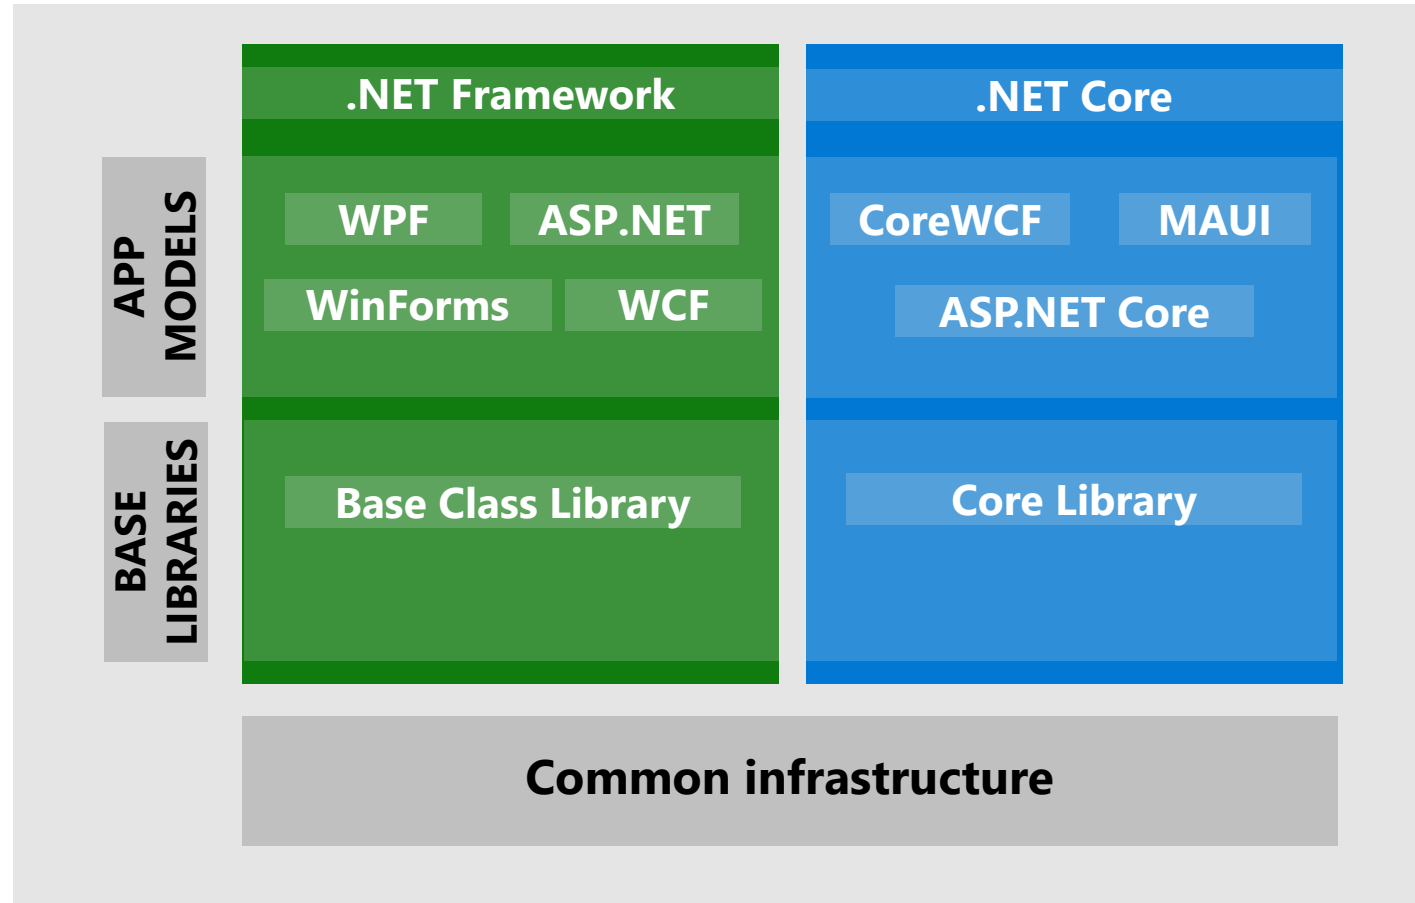 .NET Framework
.NET Core
APP
MODELS
WPF
ASP.NET
WinForms
WCF
CoreWCF
MAUI
ASP.NET Core
BASE
LIBRARIES
Base Class Library
Core Library
Common infrastructure